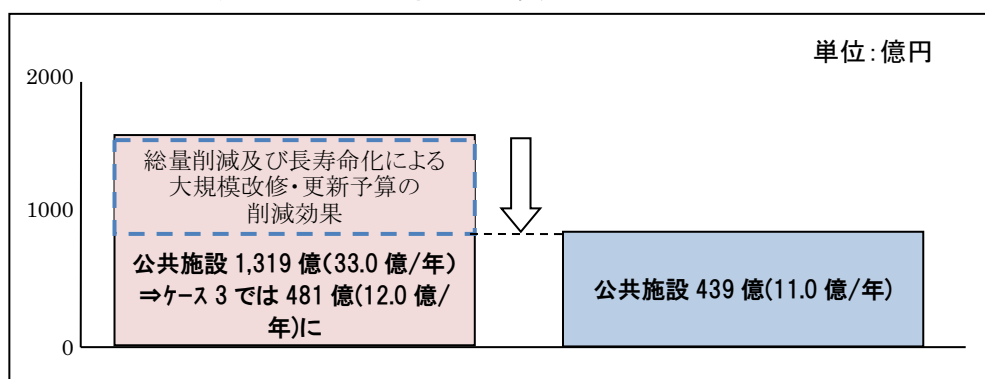 単位：億円
2000
総量削減及び長寿命化による
大規模改修・更新予算の
削減効果
1000
公共施設 1,319 億(33.0 億/年)
⇒ケース 3 では 481 億(12.0 億/
年)に
公共施設 439 億(11.0 億/年)
0